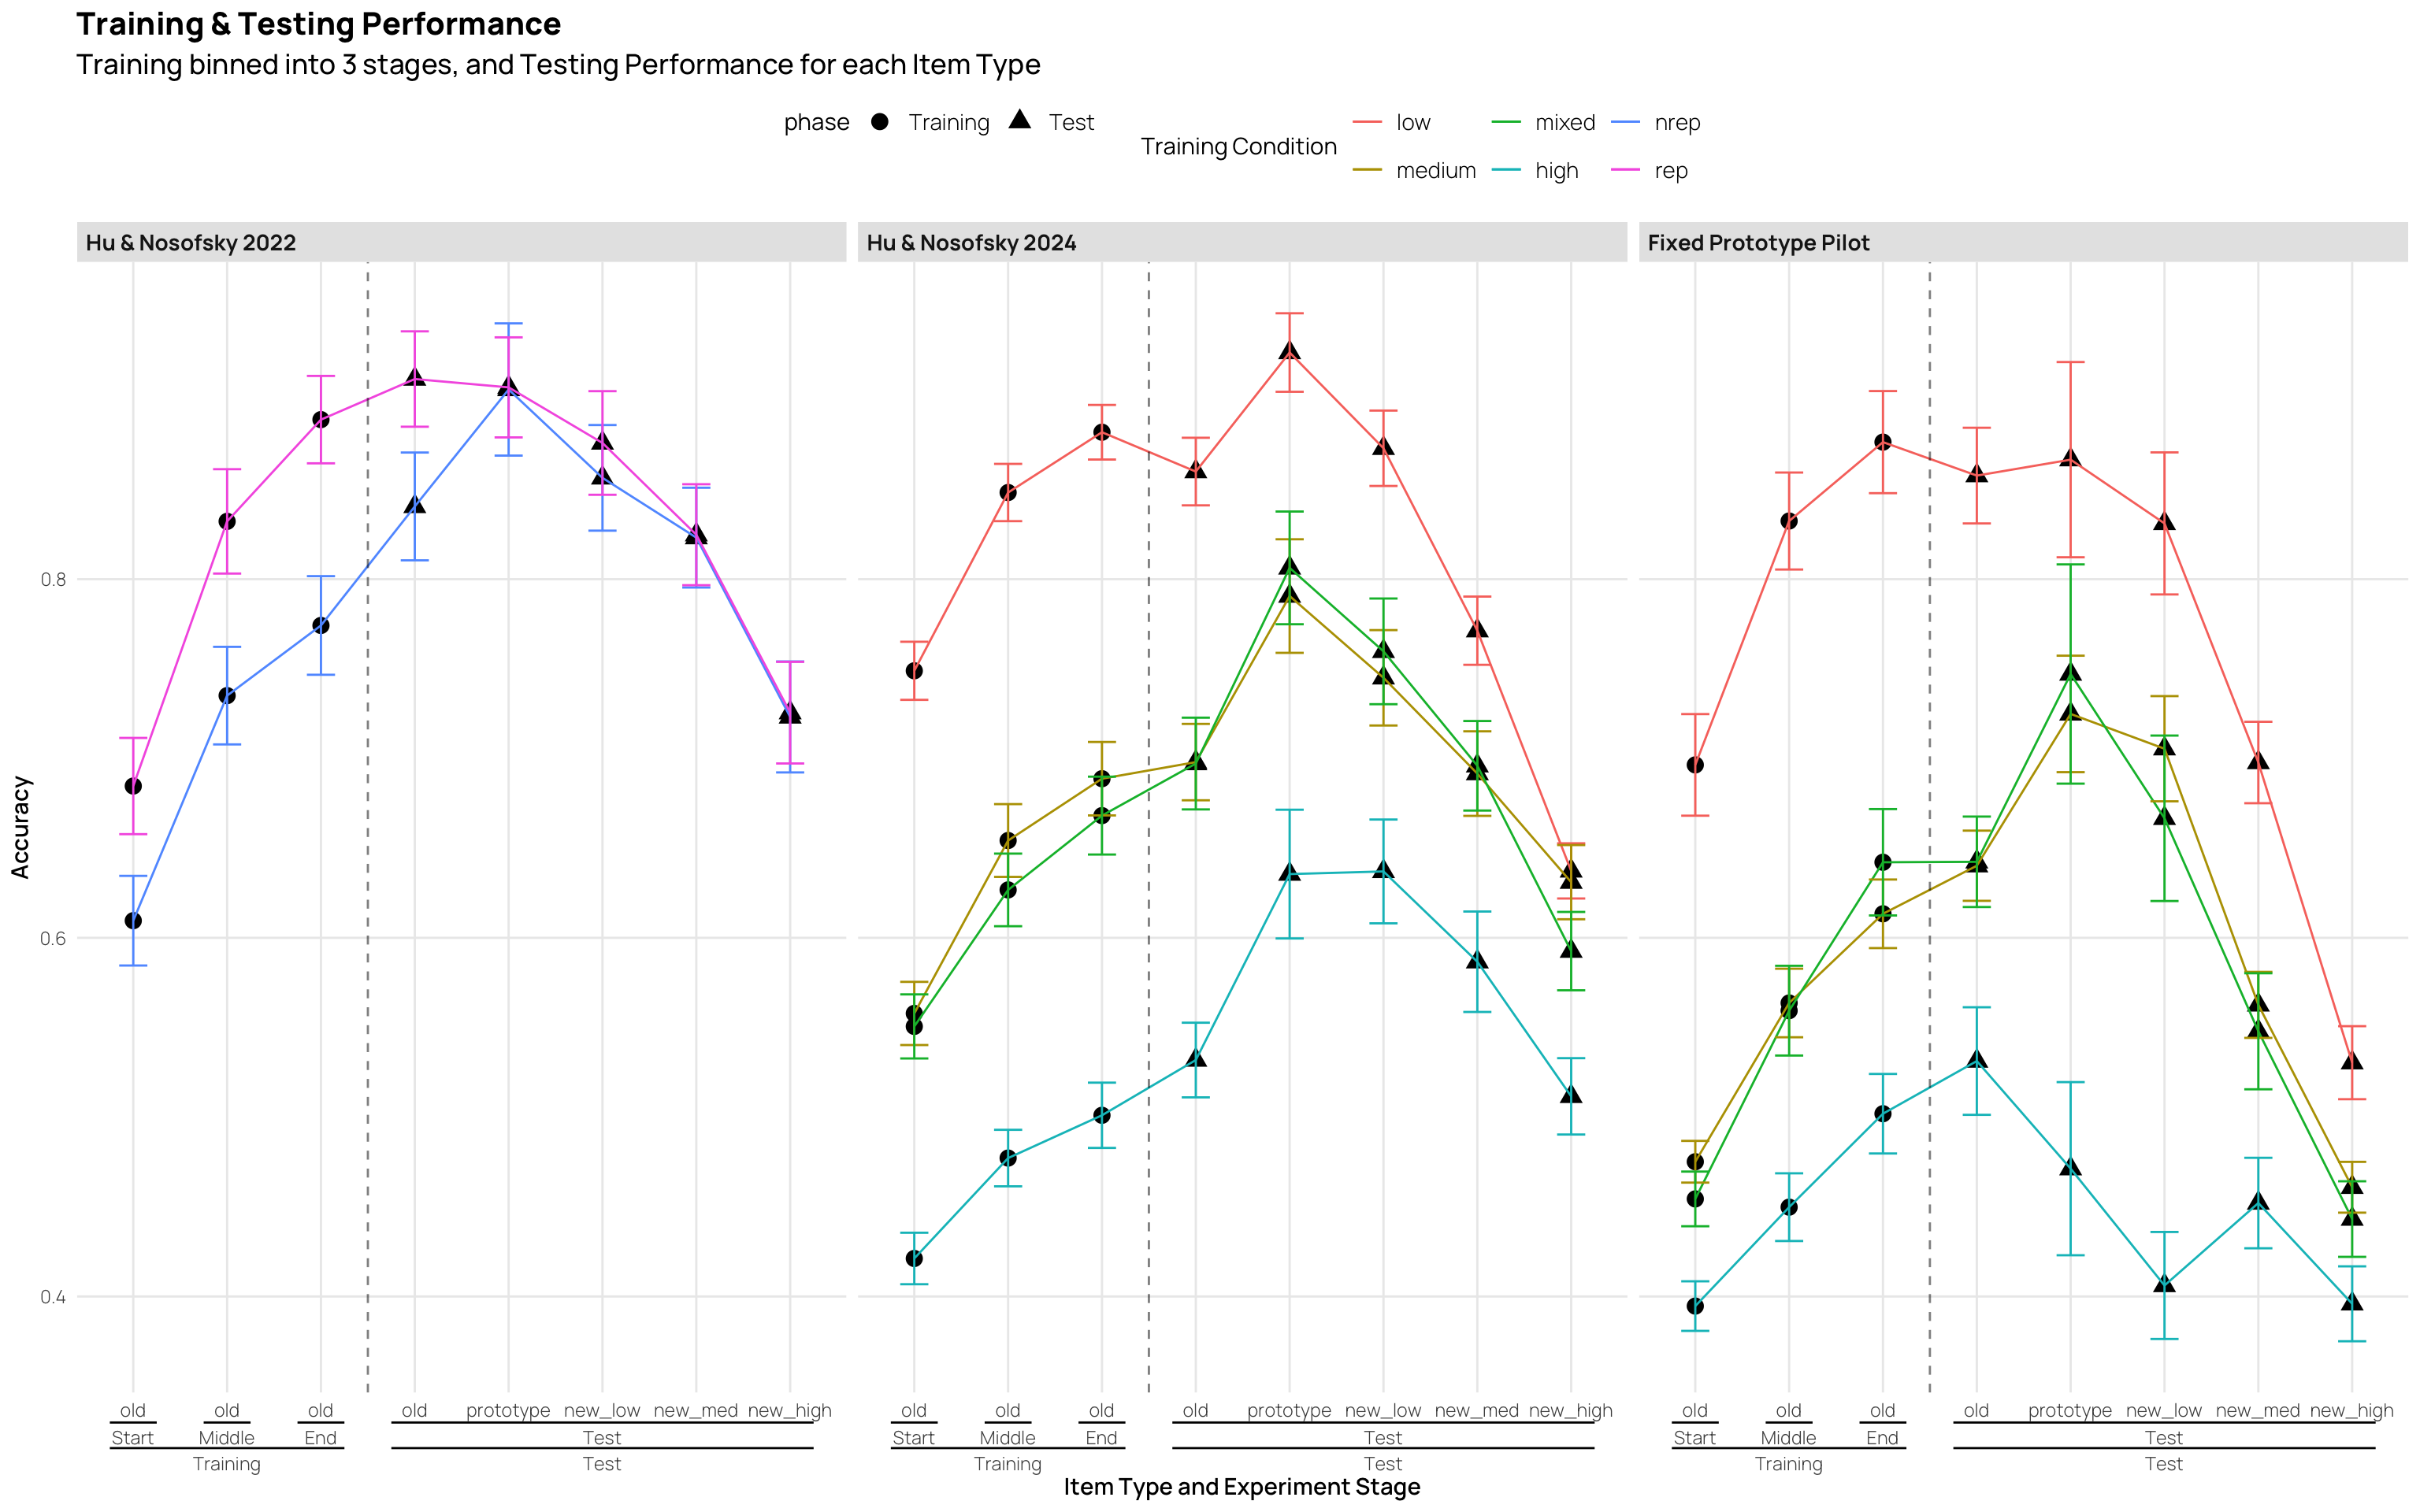 Training & Testing Performance
Training binned into 3 stages, and Testing Performance for each Item Type
phase Training Test
Training Condition
low mixed nrep
medium high rep
Hu & Nosofsky 2022 Hu & Nosofsky 2024 Fixed Prototype Pilot
Accuracy
0.8
0.6
0.4
old old old old prototype new_low new_med new_high old old old old prototype new_low new_med new_high old old old old prototype new_low new_med new_high
Start Middle End Test Start Middle End Test Start Middle End Test
Training Test Training Test Training Test
Item Type and Experiment Stage